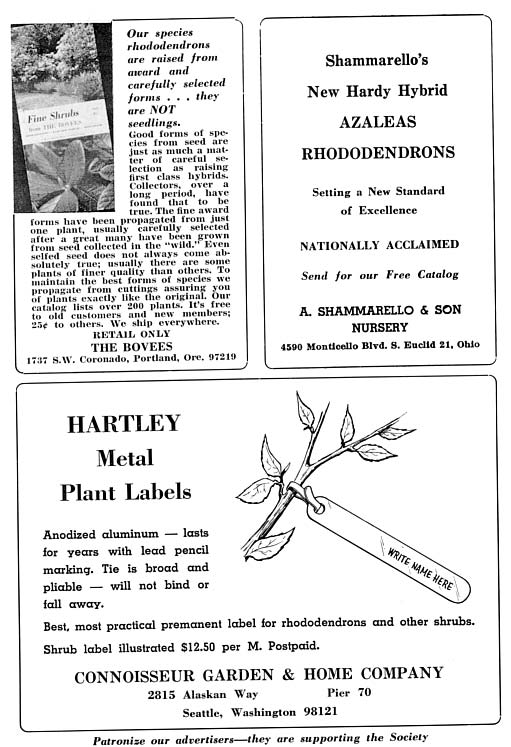 Our species
rhododendrons
are raised from
award and
carefully selected
forms . . . they
are NOT
seedlings.
Fine Shrubs
from THE BOVEES
Good forms of spe-
cies from seed are
just as much a mat-
ter of careful se-
lection as raising
first class hybrids.
Collectors, over a
long period, have
found that to be
true. The fine award
forms have been propagated from just
one plant, usually carefully selected
after a great many have been grown
from seed collected in the "wild." Even
selfed seed does not always come ab-
solutely true; usually there are some
plants of finer quality than others. To
maintain the best forms of species we
propagate from cuttings assuring you
of plants exactly like the original. Our
catalog lists over 200 plants. It's free
to old customers and new members;
25¢ to others. We ship everywhere.
RETAIL ONLY
THE BOVEES
1737 S.W. Coronado, Portland, Ore. 97219
Shammarello's
New Hardy Hybrid
AZALEAS
RHODODENDRONS
Setting a New Standard
of Excellence
NATIONALLY ACCLAIMED
Send for our Free Catalog
A. SHAMMARELLO & SON
NURSERY
4590 Monticello Blvd. S. Euclid 21, Ohio
HARTLEY
Metal
Plant Labels
Anodized aluminum — lasts
for years with lead pencil
marking. Tie is broad and
pliable — will not bind or
fall away.
WRITE NAME HERE
Best, most practical premanent label for rhododendrons and other shrubs.
Shrub label illustrated $12.50 per M. Postpaid.
CONNOISSEUR GARDEN & HOME COMPANY
2815 Alaskan Way Pier 70
Seattle, Washington 98121
Patronize our advertisers—they are supporting the Society